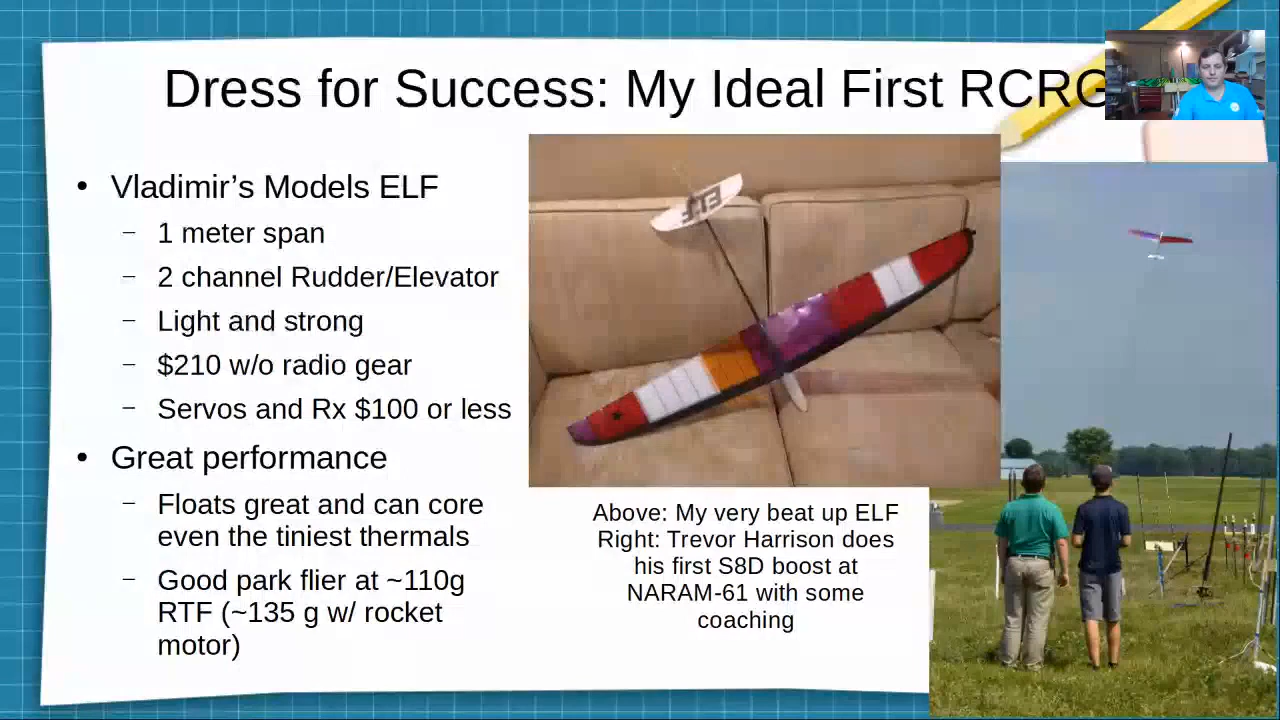 Dress for Success: My Ideal First RCRG
• Vladimir’s Models ELF
– 1 meter span
– 2 channel Rudder/Elevator
– Light and strong
– $210 w/o radio gear
– Servos and Rx $100 or less
• Great performance
– Floats great and can core
even the tiniest thermals
– Good park flier at ~110g
RTF (~135 g w/ rocket
motor)
ELF
Above: My very beat up ELF
Right: Trevor Harrison does
his first S8D boost at
NARAM-61 with some
coaching